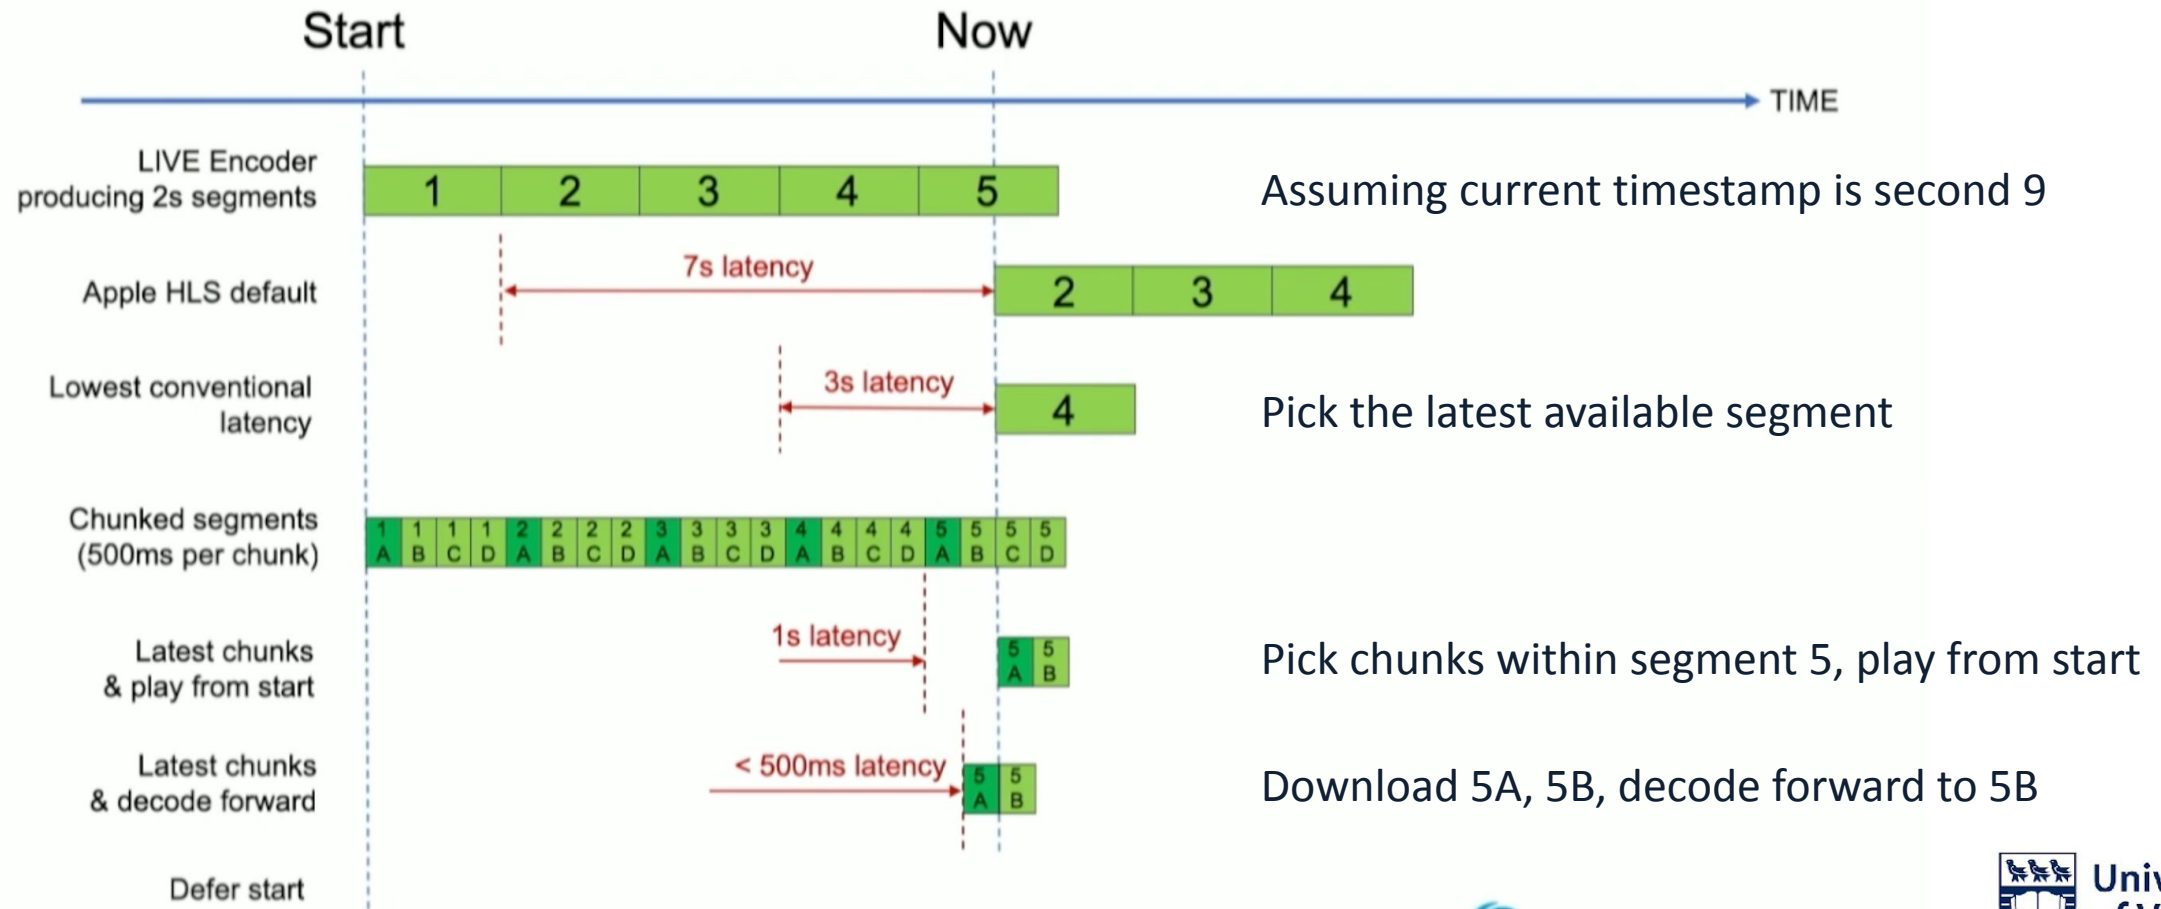 Start
Now
TIME
LIVE Encoder
producing 2s segments
1 2 3 4 5
Assuming current timestamp is second 9
Apple HLS default
7s latency
2 3 4
Lowest conventional
latency
3s latency
4
Pick the latest available segment
Chunked segments
(500ms per chunk)
1 1 1 1 2 2 2 2 3 3 3 3 4 4 4 4 5 5 5 5
A B C D A B C D A B C D A B C D A B C D
Latest chunks
& play from start
1s latency
5 5
A B
Pick chunks within segment 5, play from start
Latest chunks
& decode forward
< 500ms latency
5 5
A B
Download 5A, 5B, decode forward to 5B
Defer start